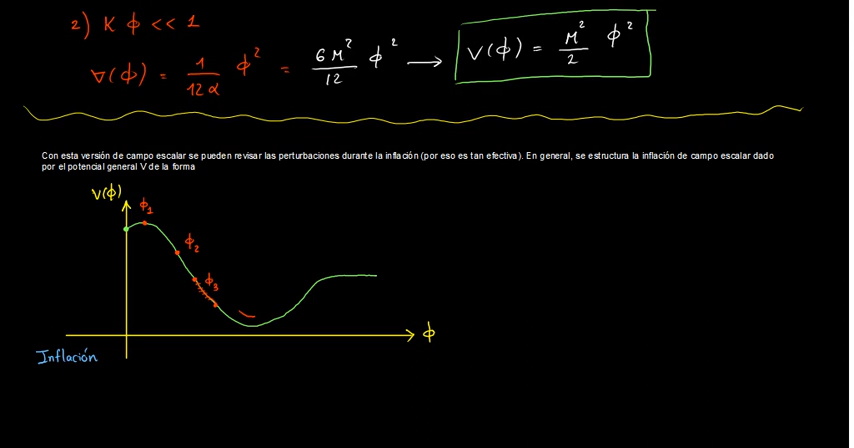 2) K φ << 1
V(φ) = 1/12α φ² = 6M²/12 φ² → V(φ) = M²/2 φ²
Con esta versión de campo escalar se pueden revisar las perturbaciones durante la inflación (por eso es tan efectiva). En general, se estructura la inflación de campo escalar dado
por el potencial general V de la forma
V(φ)
φ₁
φ₂
φ₃
φ
Inflación